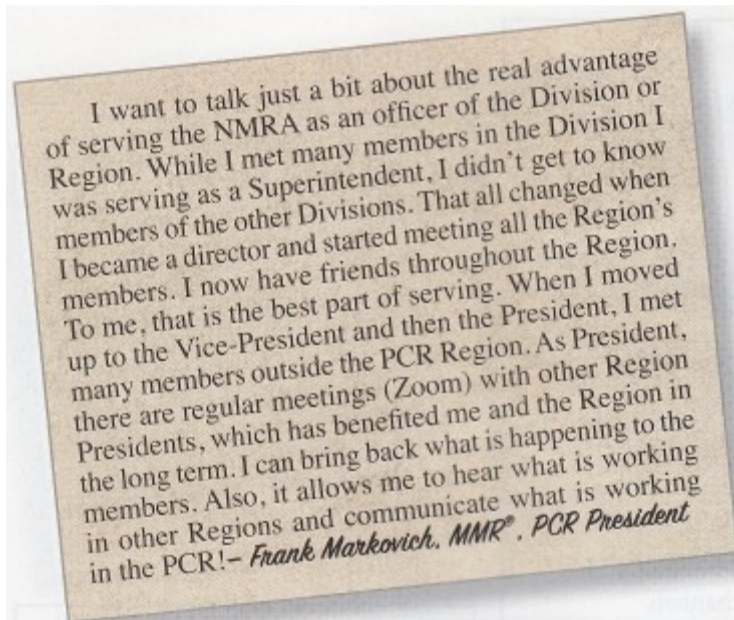 I want to talk just a bit about the real advantage
of serving the NMRA as an officer of the Division or
Region. While I met many members in the Division I
was serving as a Superintendent, I didn't get to know
members of the other Divisions. That all changed when
I became a director and started meeting all the Region's
members. I now have friends throughout the Region.
To me, that is the best part of serving. When I moved
up to the Vice-President and then the President, I met
many members outside the PCR Region. As President,
there are regular meetings (Zoom) with other Region
Presidents, which has benefited me and the Region in
the long term. I can bring back what is happening to the
members. Also, it allows me to hear what is working
in other Regions and communicate what is working
in the PCR!– Frank Markovich, MMR®, PCR President